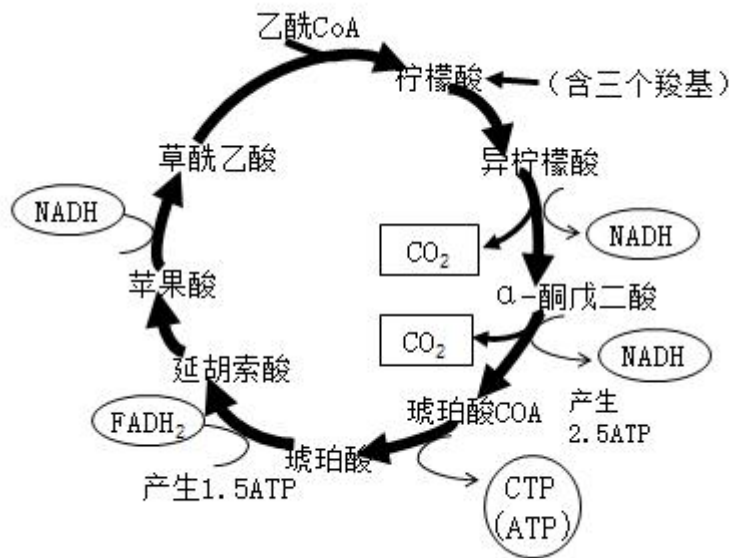 乙酰CoA
柠檬酸
（含三个羧基）
草酰乙酸
异柠檬酸
NADH
CO₂
NADH
苹果酸
α-酮戊二酸
CO₂
NADH
延胡索酸
琥珀酸COA
产生
2.5ATP
FADH₂
琥珀酸
产生1.5ATP
CTP
(ATP)